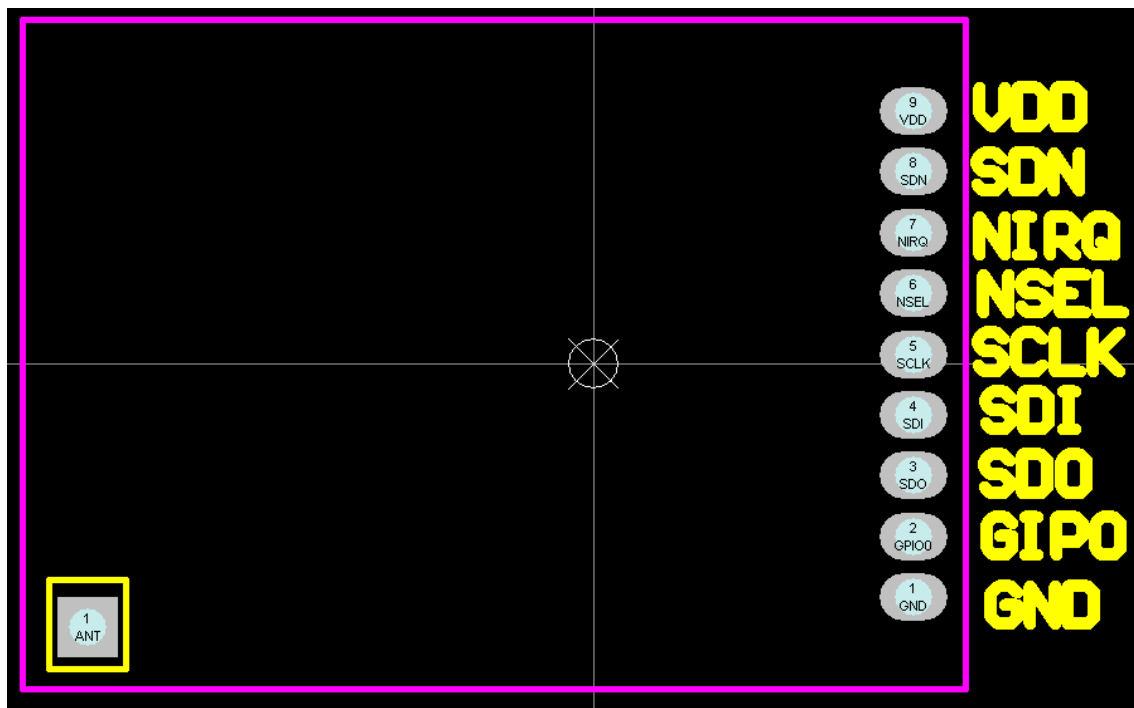 9
VDD
VDD
8
SDN
SDN
7
NIRQ
NIRQ
6
NSEL
NSEL
5
SCLK
SCLK
4
SDI
SDI
3
SDO
SDO
2
GPIO0
GIPO
1
GND
GND
1
ANT